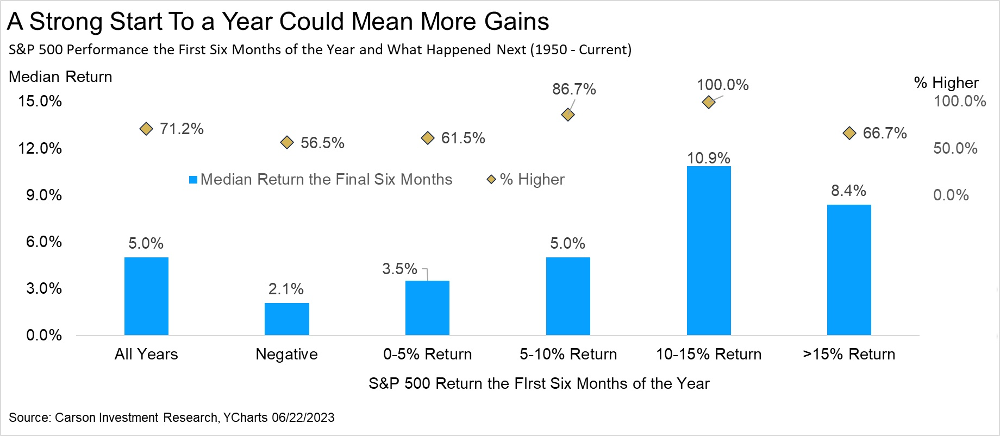 A Strong Start To a Year Could Mean More Gains
S&P 500 Performance the First Six Months of the Year and What Happened Next (1950 - Current)
Median Return
% Higher
15.0%
12.0%
9.0%
6.0%
3.0%
0.0%
100.0%
50.0%
0.0%
71.2%
56.5%
61.5%
86.7%
100.0%
66.7%
Median Return the Final Six Months
% Higher
5.0%
2.1%
3.5%
5.0%
10.9%
8.4%
All Years
Negative
0-5% Return
5-10% Return
10-15% Return
>15% Return
S&P 500 Return the FIrst Six Months of the Year
Source: Carson Investment Research, YCharts 06/22/2023